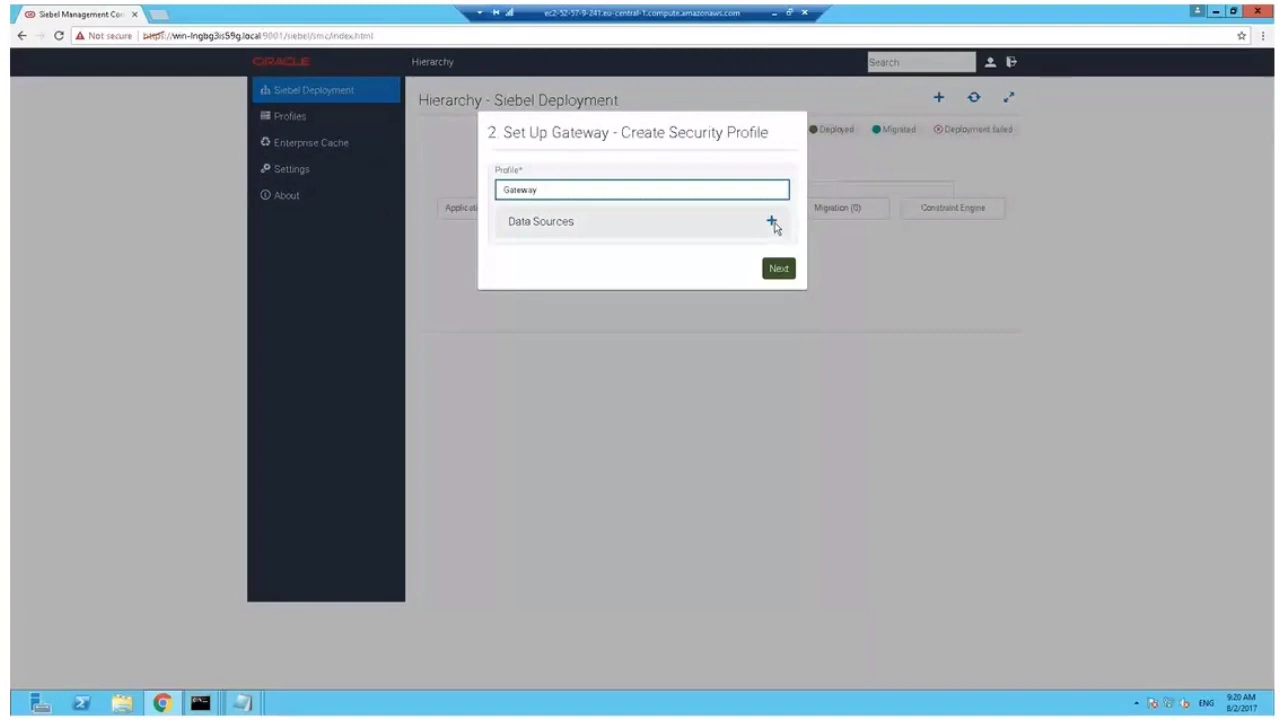 Siebel Management Con
ec2-52-57-9-241.eu-central-1.compute.amazonaws.com
Not secure | https://win-lngbg3is59g.local:9001/siebel/smc/index.html
ORACLE
Hierarchy
Search
Siebel Deployment
Profiles
Enterprise Cache
Settings
About
Hierarchy - Siebel Deployment
Deployed
Migrated
Deployment failed
2. Set Up Gateway - Create Security Profile
Profile*
Gateway
Data Sources
Next
Applicati
Migration (0)
Constraint Engine
ENG
9:20 AM
8/2/2017